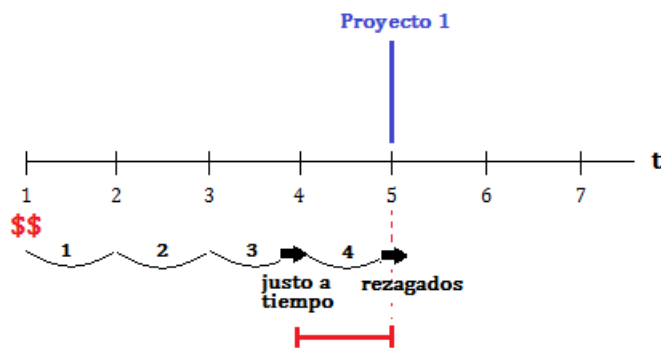 Proyecto 1
t
1 2 3 4 5 6 7
$$
1 2 3 4
justo a
tiempo
rezagados